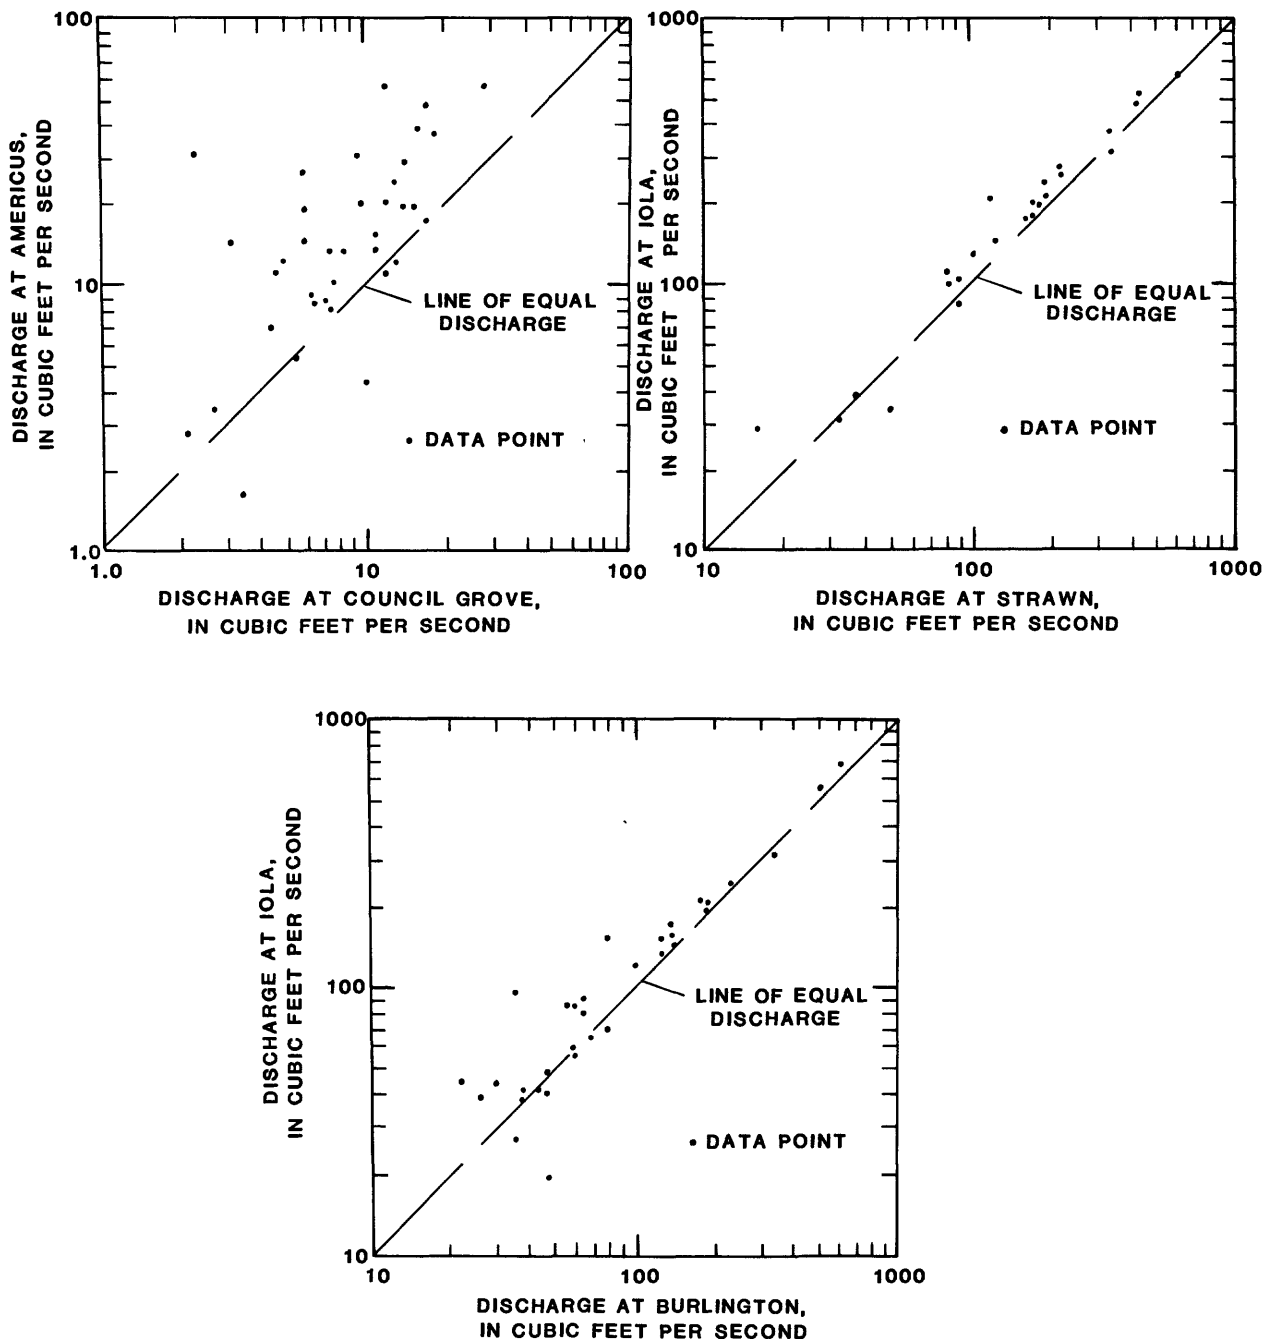 100
10
1.0
1.0
10
100
DISCHARGE AT AMERICUS,
IN CUBIC FEET PER SECOND
LINE OF EQUAL
DISCHARGE
DATA POINT
DISCHARGE AT COUNCIL GROVE,
IN CUBIC FEET PER SECOND
1000
100
10
10
100
1000
DISCHARGE AT IOLA,
IN CUBIC FEET PER SECOND
LINE OF EQUAL
DISCHARGE
DATA POINT
DISCHARGE AT STRAWN,
IN CUBIC FEET PER SECOND
1000
100
10
10
100
1000
DISCHARGE AT IOLA,
IN CUBIC FEET PER SECOND
LINE OF EQUAL
DISCHARGE
DATA POINT
DISCHARGE AT BURLINGTON,
IN CUBIC FEET PER SECOND